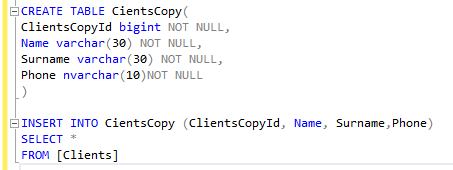 CREATE TABLE CientsCopy(
ClientsCopyId bigint NOT NULL,
Name varchar(30) NOT NULL,
Surname varchar(30) NOT NULL,
Phone nvarchar(10)NOT NULL
)
INSERT INTO CientsCopy (ClientsCopyId, Name, Surname,Phone)
SELECT *
FROM [Clients]